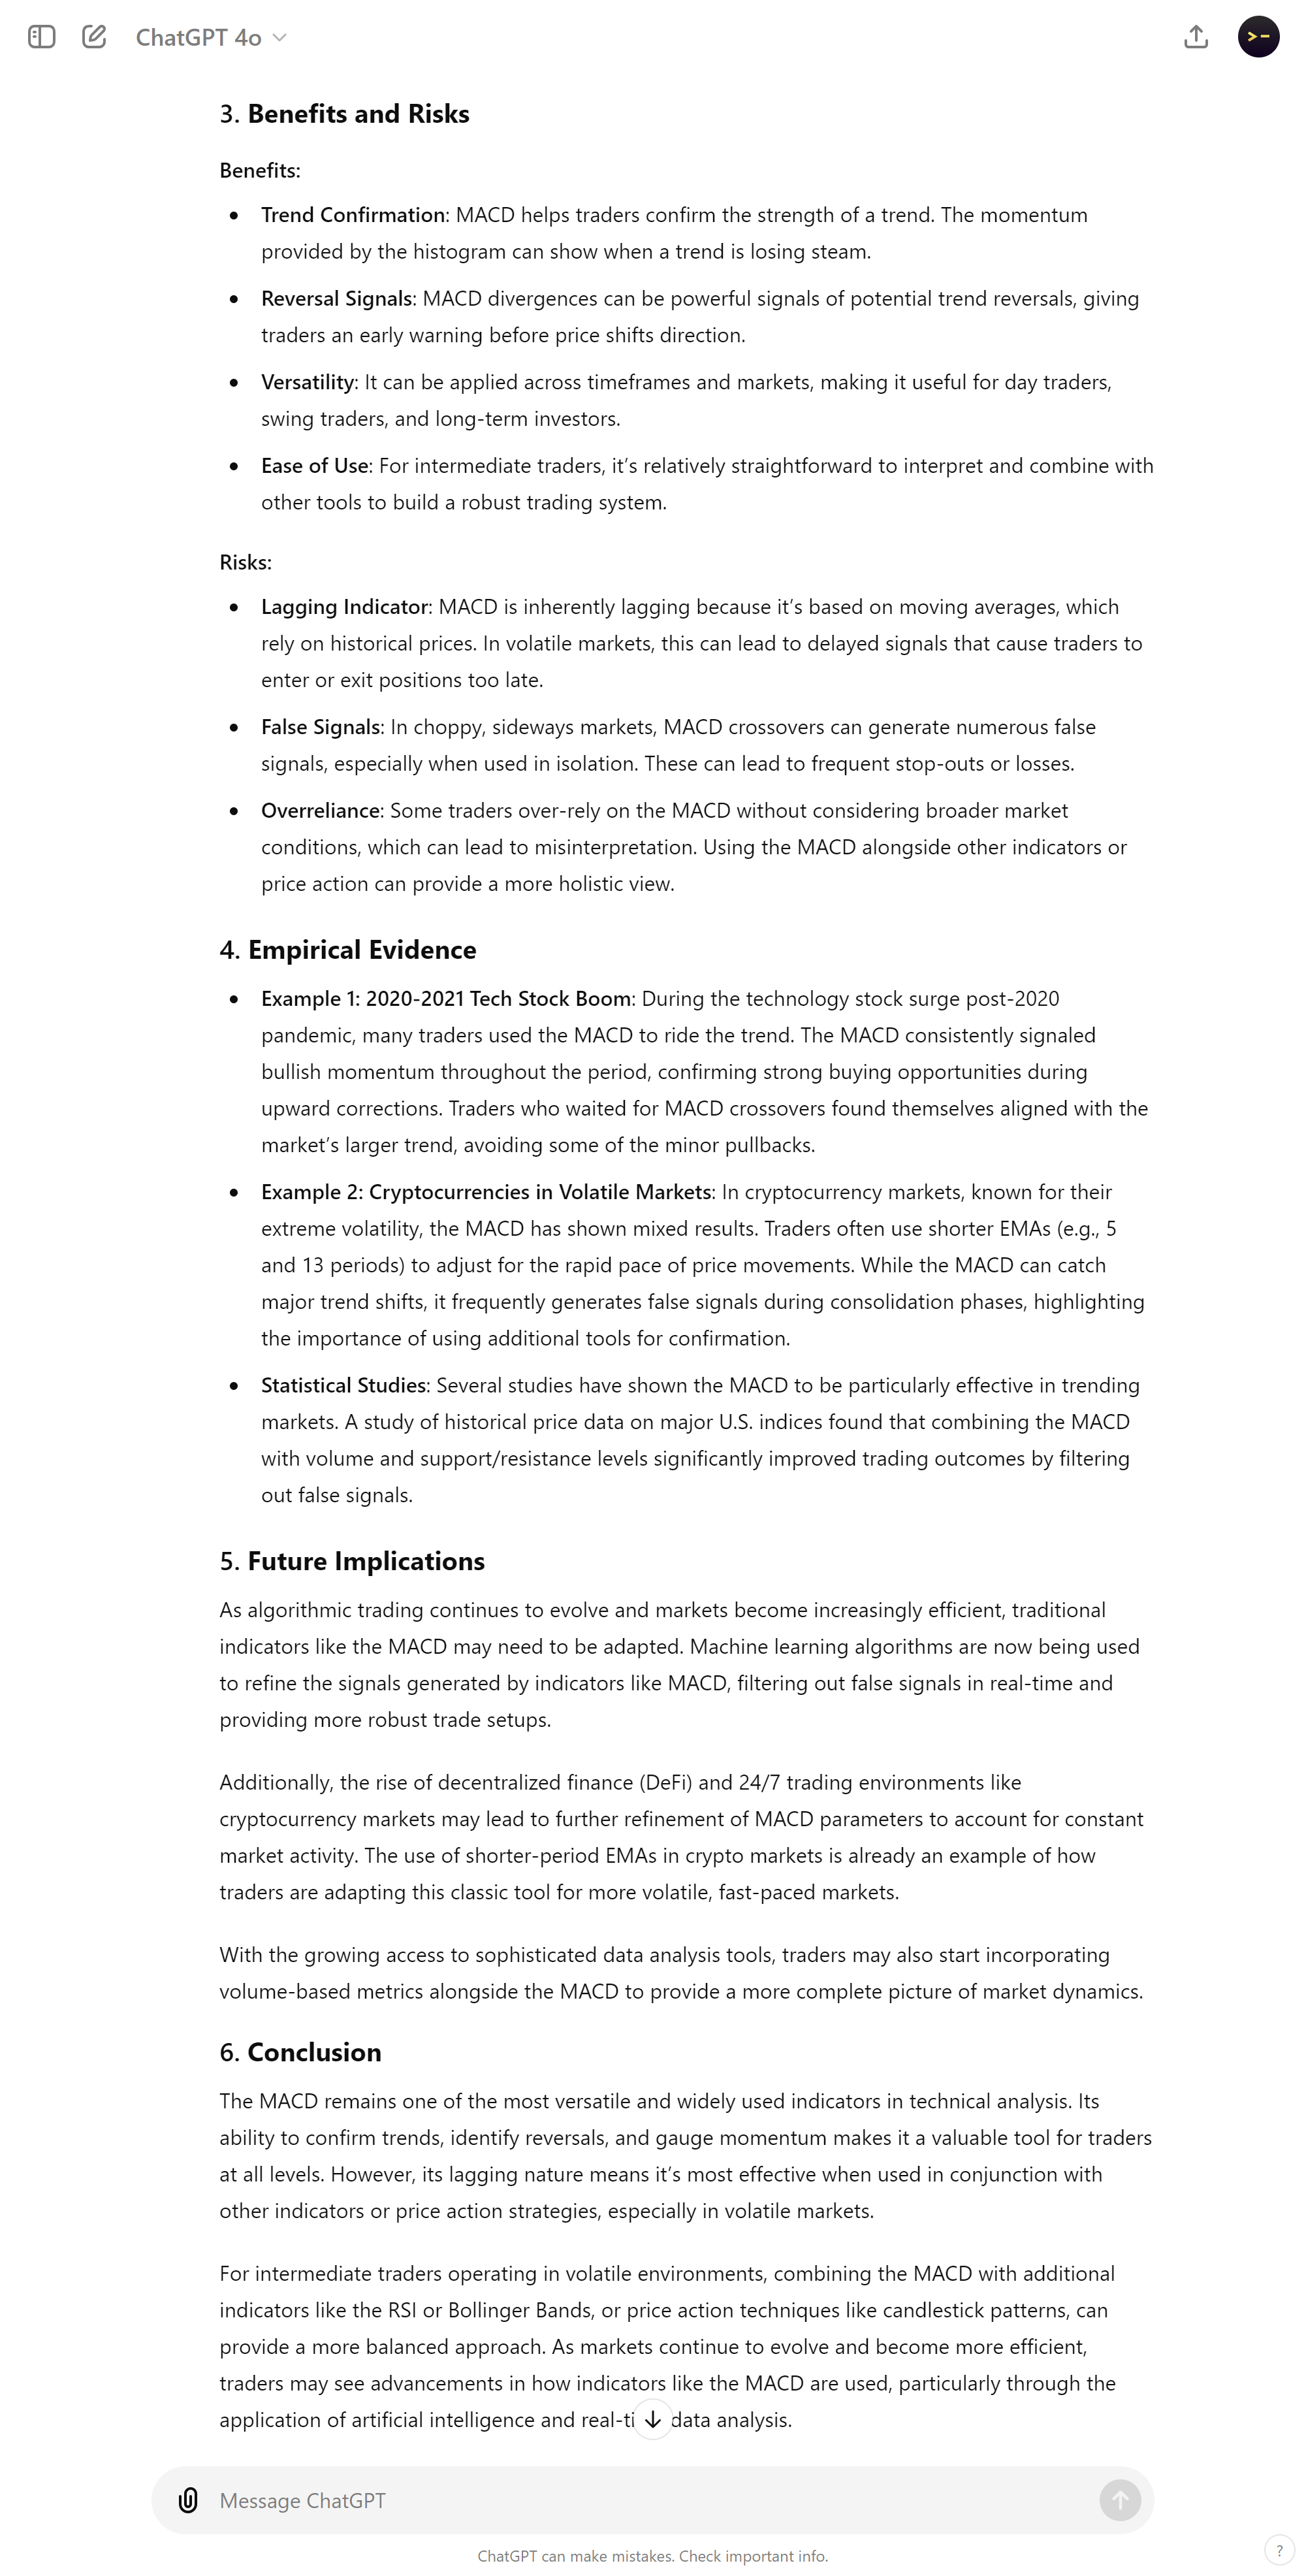 ChatGPT 4o
3. Benefits and Risks
Benefits:
Trend Confirmation: MACD helps traders confirm the strength of a trend. The momentum
provided by the histogram can show when a trend is losing steam.
Reversal Signals: MACD divergences can be powerful signals of potential trend reversals, giving
traders an early warning before price shifts direction.
Versatility: It can be applied across timeframes and markets, making it useful for day traders,
swing traders, and long-term investors.
Ease of Use: For intermediate traders, it’s relatively straightforward to interpret and combine with
other tools to build a robust trading system.
Risks:
Lagging Indicator: MACD is inherently lagging because it’s based on moving averages, which
rely on historical prices. In volatile markets, this can lead to delayed signals that cause traders to
enter or exit positions too late.
False Signals: In choppy, sideways markets, MACD crossovers can generate numerous false
signals, especially when used in isolation. These can lead to frequent stop-outs or losses.
Overreliance: Some traders over-rely on the MACD without considering broader market
conditions, which can lead to misinterpretation. Using the MACD alongside other indicators or
price action can provide a more holistic view.
4. Empirical Evidence
Example 1: 2020-2021 Tech Stock Boom: During the technology stock surge post-2020
pandemic, many traders used the MACD to ride the trend. The MACD consistently signaled
bullish momentum throughout the period, confirming strong buying opportunities during
upward corrections. Traders who waited for MACD crossovers found themselves aligned with the
market’s larger trend, avoiding some of the minor pullbacks.
Example 2: Cryptocurrencies in Volatile Markets: In cryptocurrency markets, known for their
extreme volatility, the MACD has shown mixed results. Traders often use shorter EMAs (e.g., 5
and 13 periods) to adjust for the rapid pace of price movements. While the MACD can catch
major trend shifts, it frequently generates false signals during consolidation phases, highlighting
the importance of using additional tools for confirmation.
Statistical Studies: Several studies have shown the MACD to be particularly effective in trending
markets. A study of historical price data on major U.S. indices found that combining the MACD
with volume and support/resistance levels significantly improved trading outcomes by filtering
out false signals.
5. Future Implications
As algorithmic trading continues to evolve and markets become increasingly efficient, traditional
indicators like the MACD may need to be adapted. Machine learning algorithms are now being used
to refine the signals generated by indicators like MACD, filtering out false signals in real-time and
providing more robust trade setups.
Additionally, the rise of decentralized finance (DeFi) and 24/7 trading environments like
cryptocurrency markets may lead to further refinement of MACD parameters to account for constant
market activity. The use of shorter-period EMAs in crypto markets is already an example of how
traders are adapting this classic tool for more volatile, fast-paced markets.
With the growing access to sophisticated data analysis tools, traders may also start incorporating
volume-based metrics alongside the MACD to provide a more complete picture of market dynamics.
6. Conclusion
The MACD remains one of the most versatile and widely used indicators in technical analysis. Its
ability to confirm trends, identify reversals, and gauge momentum makes it a valuable tool for traders
at all levels. However, its lagging nature means it’s most effective when used in conjunction with
other indicators or price action strategies, especially in volatile markets.
For intermediate traders operating in volatile environments, combining the MACD with additional
indicators like the RSI or Bollinger Bands, or price action techniques like candlestick patterns, can
provide a more balanced approach. As markets continue to evolve and become more efficient,
traders may see advancements in how indicators like the MACD are used, particularly through the
application of artificial intelligence and data analysis.
Message ChatGPT
ChatGPT can make mistakes. Check important info.
?